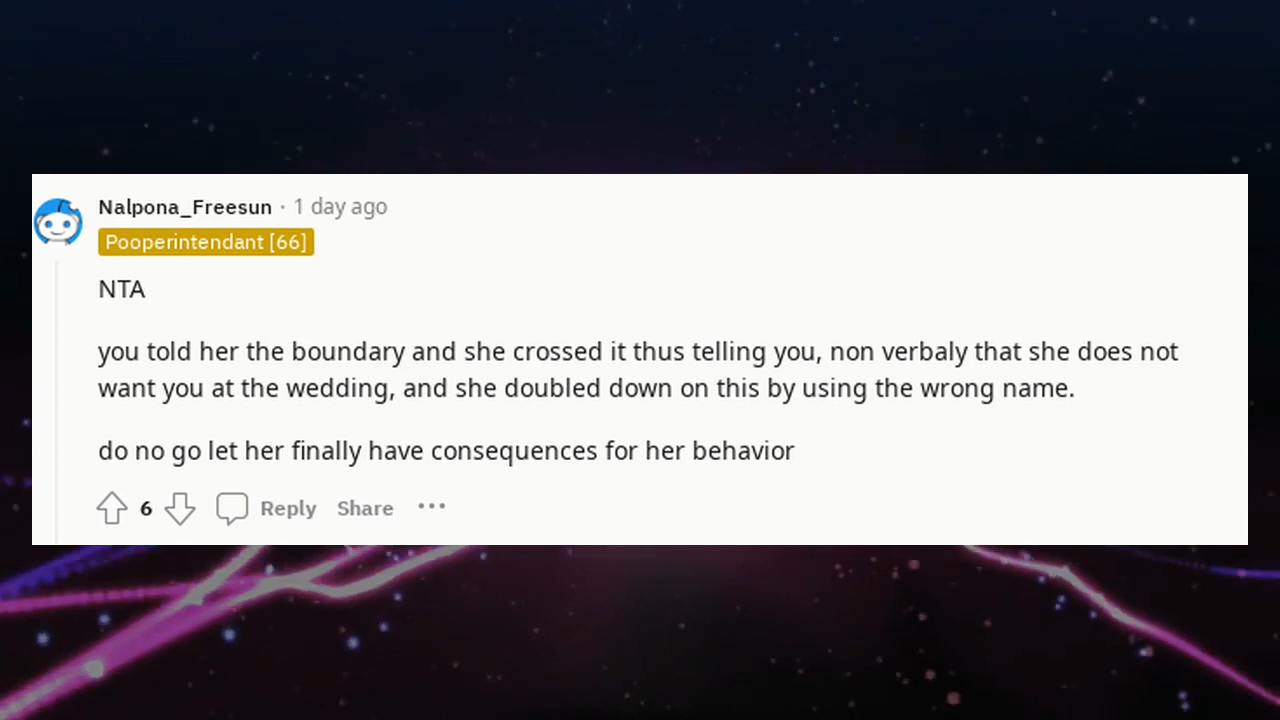 Nalpona_Freesun · 1 day ago
Pooperintendant [66]
NTA
you told her the boundary and she crossed it thus telling you, non verbaly that she does not
want you at the wedding, and she doubled down on this by using the wrong name.
do no go let her finally have consequences for her behavior
6 Reply Share ···